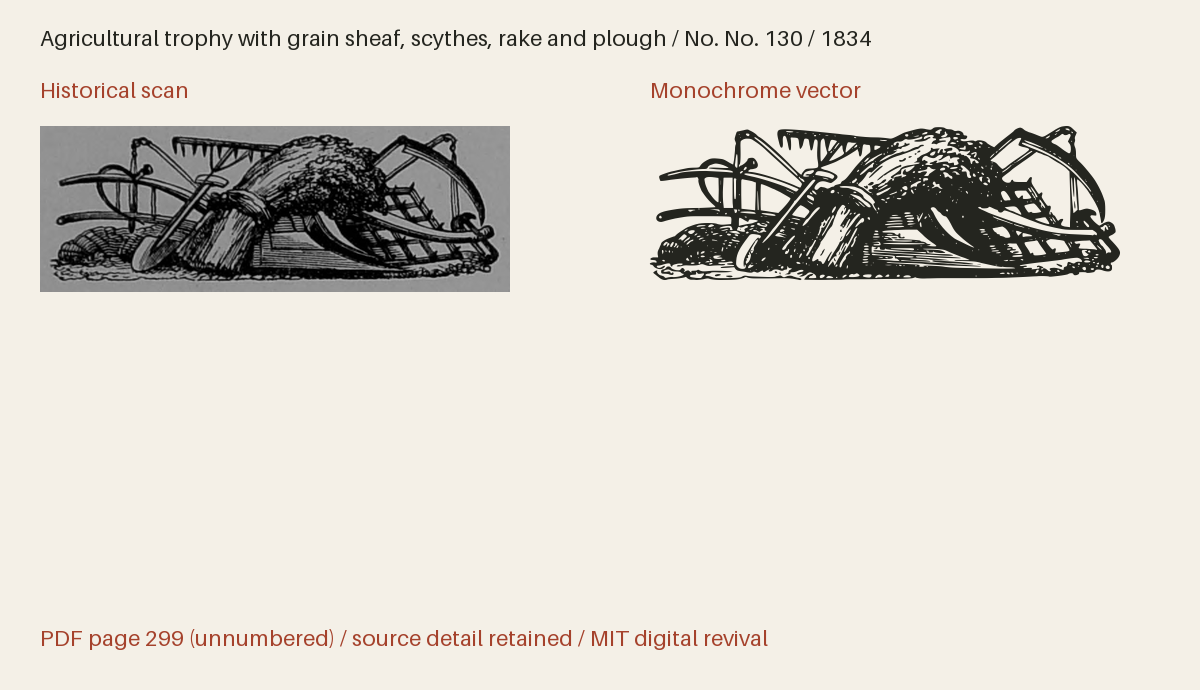 Agricultural trophy with grain sheaf, scythes, rake and plough / No. No. 130 / 1834
Historical scan
Monochrome vector
PDF page 299 (unnumbered) / source detail retained / MIT digital revival